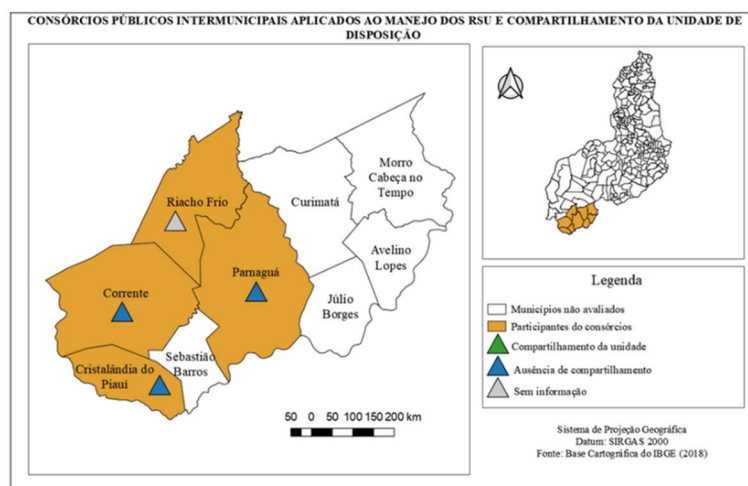 CONSÓRCIOS PÚBLICOS INTERMUNICIPAIS APLICADOS AO MANEJO DOS RSU E COMPARTILHAMENTO DA UNIDADE DE
DISPOSIÇÃO
Morro
Cabeça no
Tempo
Riacho Frio
Curimatá
Avelino
Lopes
Parnaguá
Corrente
Júlio
Borges
Sebastião
Barros
Cristalândia do
Piauí
50 0 50 100 150 200 km
Legenda
Municípios não avaliados
Participantes do consórcios
Compartilhamento da unidade
Ausência de compartilhamento
Sem informação
Sistema de Projeção Geográfica
Datum: SIRGAS 2000
Fonte: Base Cartográfica do IBGE (2018)